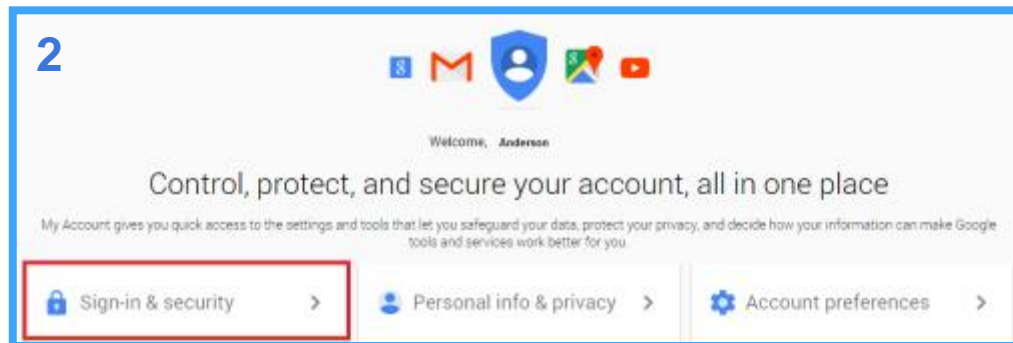 2
Welcome, Anderson
Control, protect, and secure your account, all in one place
My Account gives you quick access to the settings and tools that let you safeguard your data, protect your privacy, and decide how your information can make Google
tools and services work better for you.
Sign-in & security > Personal info & privacy > Account preferences >